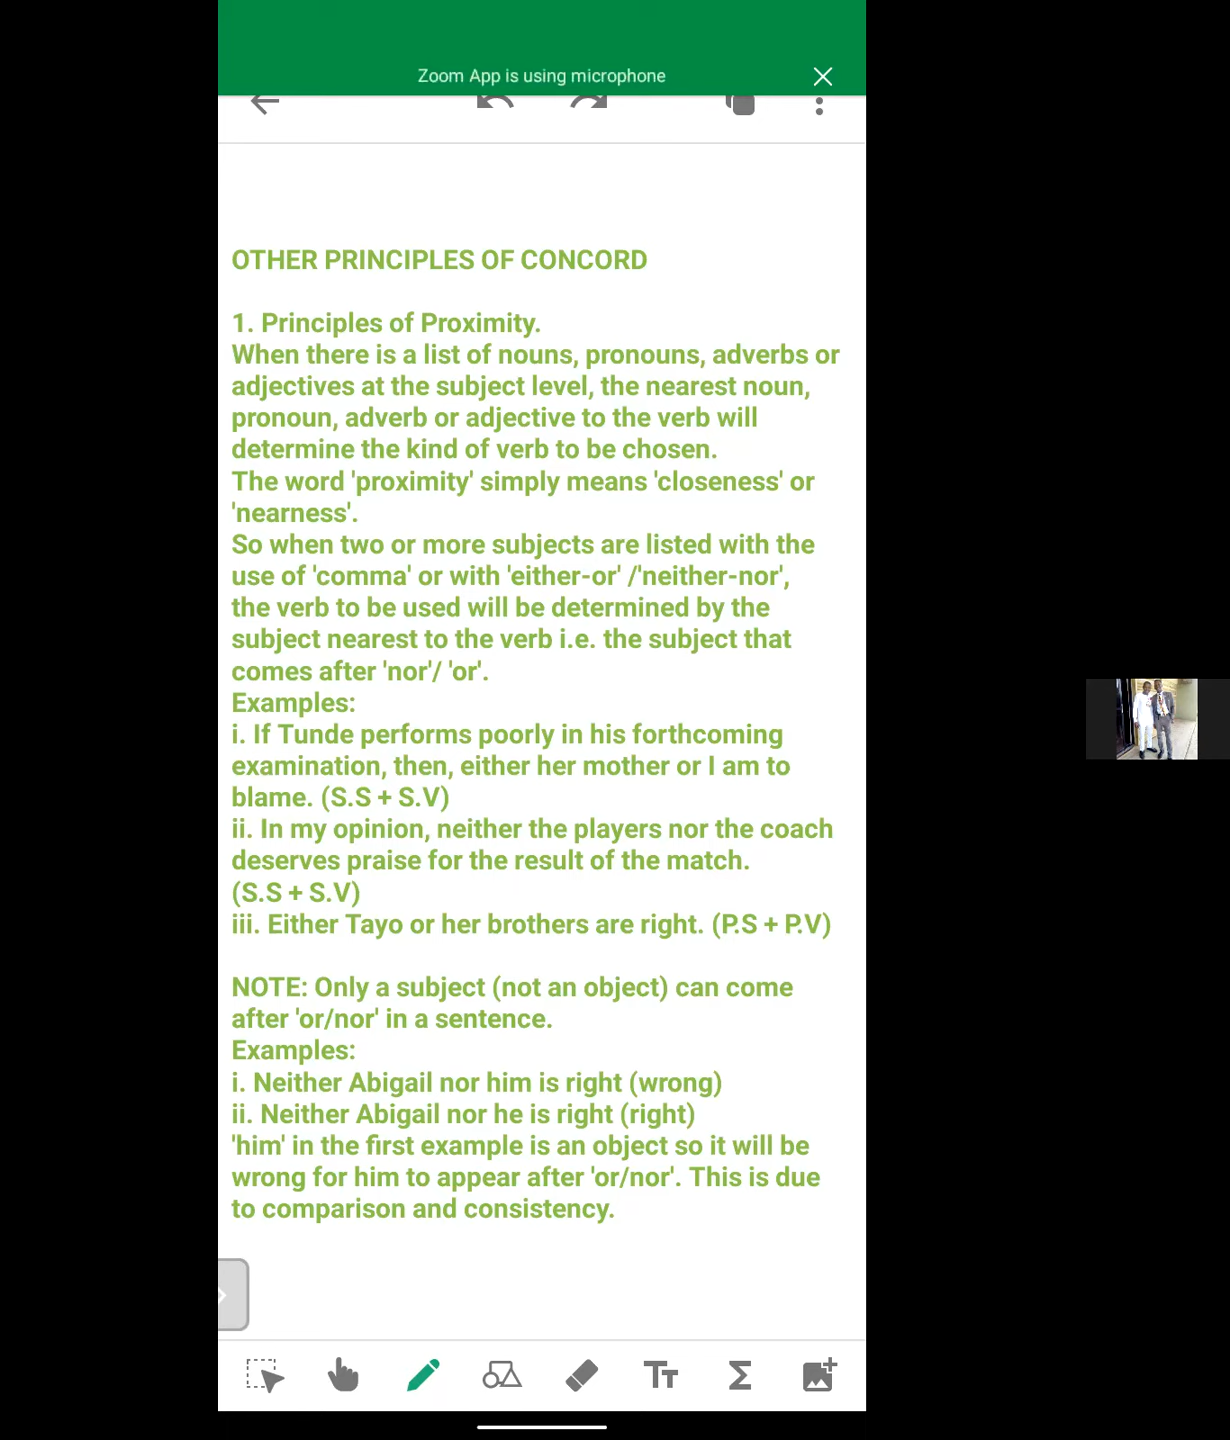 Zoom App is using microphone
OTHER PRINCIPLES OF CONCORD
1. Principles of Proximity.
When there is a list of nouns, pronouns, adverbs or
adjectives at the subject level, the nearest noun,
pronoun, adverb or adjective to the verb will
determine the kind of verb to be chosen.
The word 'proximity' simply means 'closeness' or
'nearness'.
So when two or more subjects are listed with the
use of 'comma' or with 'either-or' /'neither-nor',
the verb to be used will be determined by the
subject nearest to the verb i.e. the subject that
comes after 'nor'/ 'or'.
Examples:
i. If Tunde performs poorly in his forthcoming
examination, then, either her mother or I am to
blame. (S.S + S.V)
ii. In my opinion, neither the players nor the coach
deserves praise for the result of the match.
(S.S + S.V)
iii. Either Tayo or her brothers are right. (P.S + P.V)
NOTE: Only a subject (not an object) can come
after 'or/nor' in a sentence.
Examples:
i. Neither Abigail nor him is right (wrong)
ii. Neither Abigail nor he is right (right)
'him' in the first example is an object so it will be
wrong for him to appear after 'or/nor'. This is due
to comparison and consistency.